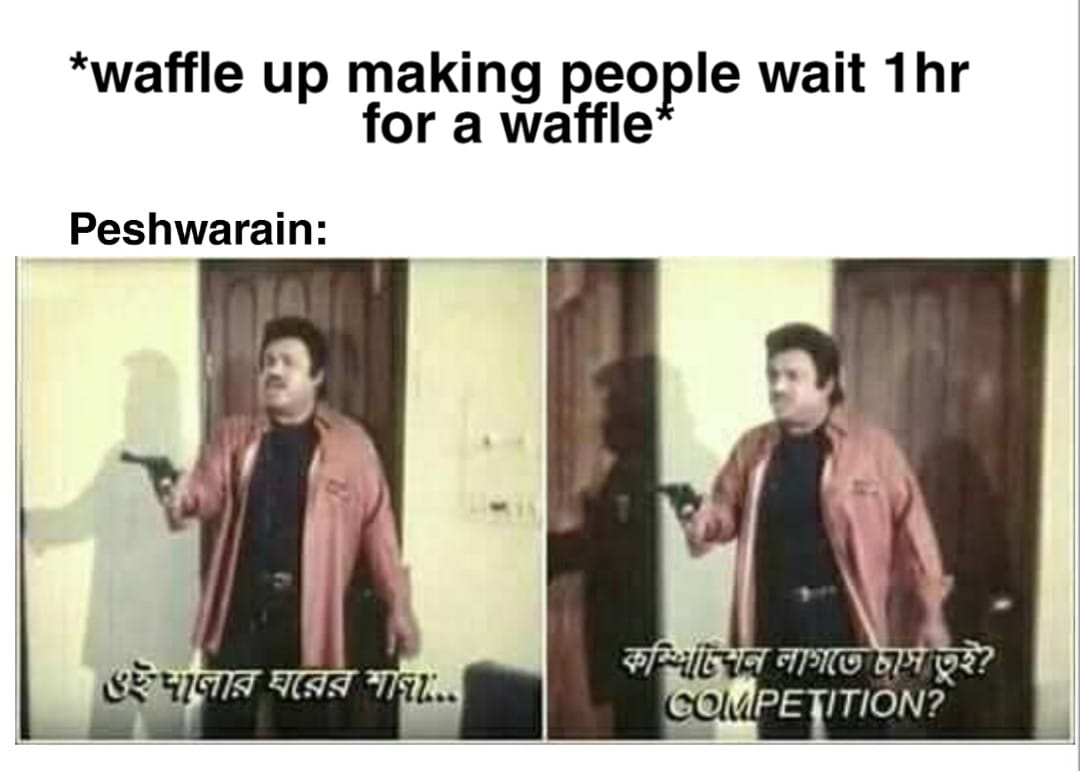 *waffle up making people wait 1hr
for a waffle*
Peshwarain:
ওই শালার ঘরের শালা...
কম্পিটিশন লাগতে চাস তুই?
COMPETITION?